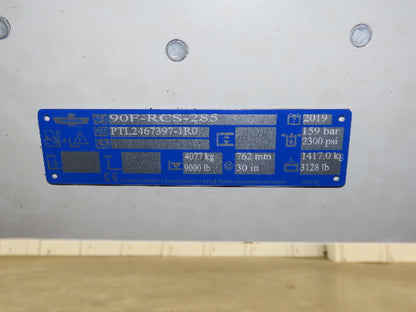 90F-RCS-285
2019
PTL2467397-1R0
159 bar
2300 psi
4077 kg
9000 lb
@
762 mm
30 in
1417.0 kg
3128 lb
CE